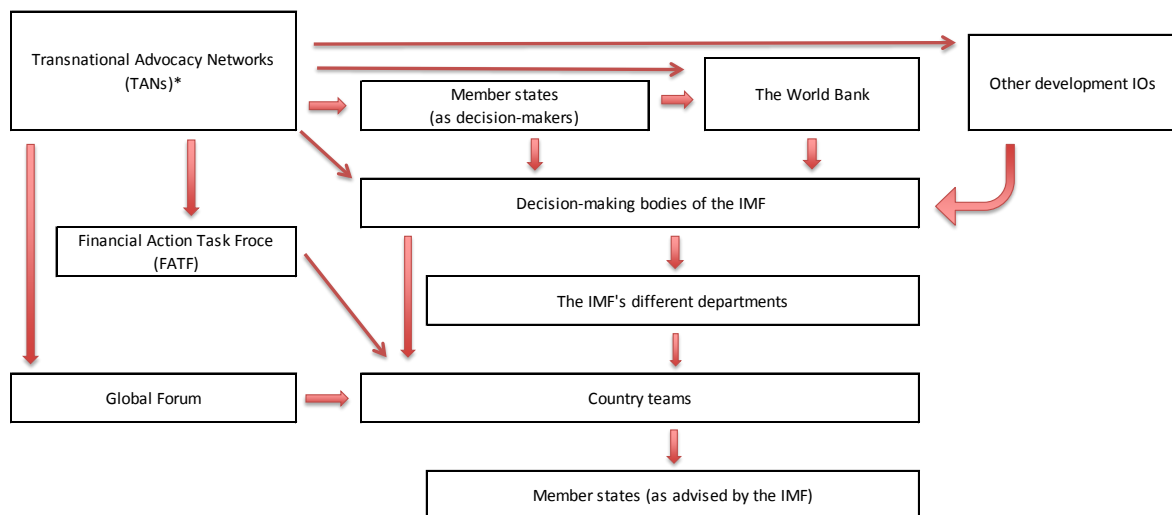 Transnational Advocacy Networks
(TANs)*
Member states
(as decision-makers)
The World Bank
Other development IOs
Decision-making bodies of the IMF
Financial Action Task Froce
(FATF)
The IMF's different departments
Global Forum
Country teams
Member states (as advised by the IMF)